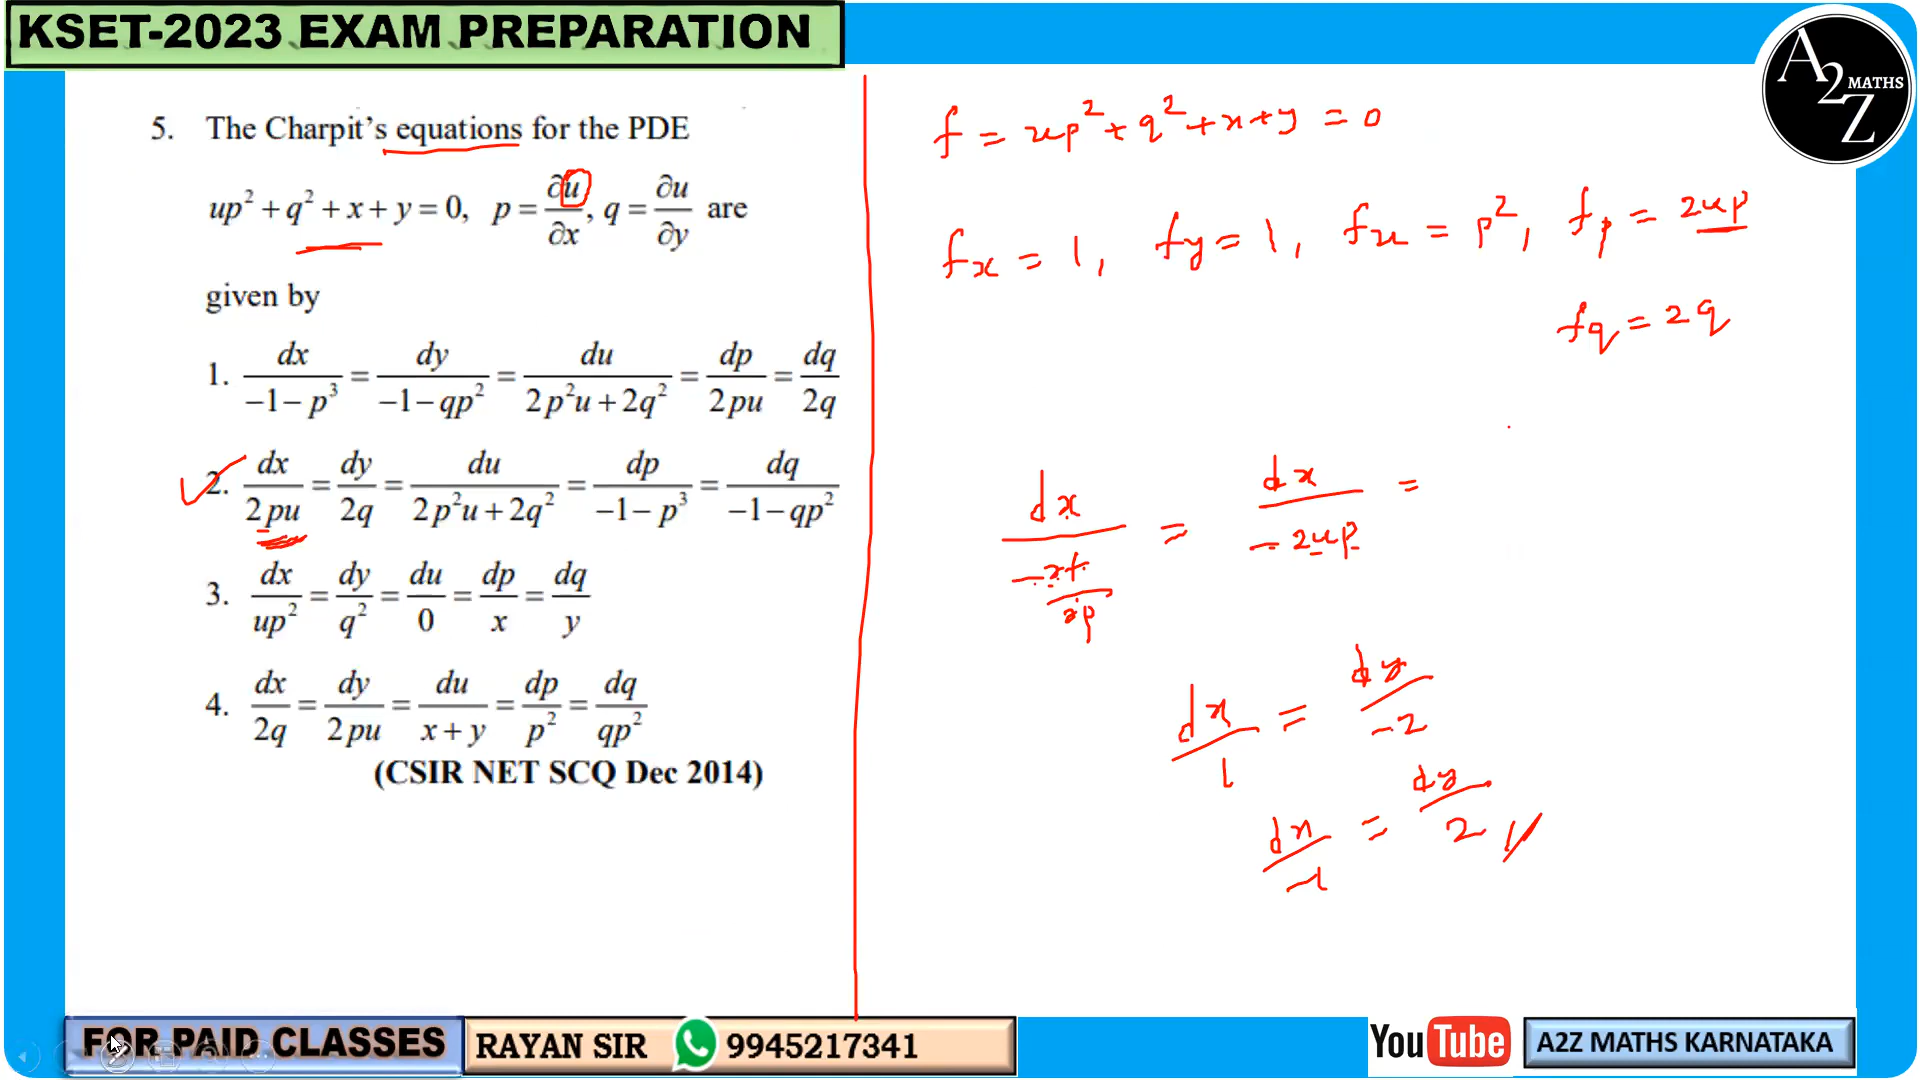 KSET-2023 EXAM PREPARATION
A2Z MATHS
5. The Charpit's equations for the PDE
up² + q² + x + y = 0, p = ∂u/∂x, q = ∂u/∂y are
given by
1. dx/(−1−p³) = dy/(−1−qp²) = du/(2p²u+2q²) = dp/(2pu) = dq/(2q)
2. dx/(2pu) = dy/(2q) = du/(2p²u+2q²) = dp/(−1−p³) = dq/(−1−qp²)
3. dx/(up²) = dy/(q²) = du/0 = dp/x = dq/y
4. dx/(2q) = dy/(2pu) = du/(x+y) = dp/(p²) = dq/(qp²)
(CSIR NET SCQ Dec 2014)
f = up² + q² + x + y = 0
fx = 1, fy = 1, fu = p², fp = 2up
fq = 2q
dx/(−∂f/∂p) = dx/(−2up) =
dx/1 = dy/−2
dx/−1 = dy/2
FOR PAID CLASSES
RAYAN SIR 9945217341
YouTube
A2Z MATHS KARNATAKA